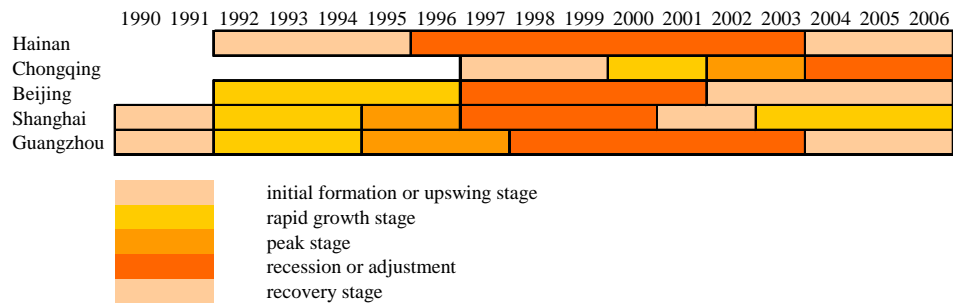 1990 1991 1992 1993 1994 1995 1996 1997 1998 1999 2000 2001 2002 2003 2004 2005 2006
Hainan
Chongqing
Beijing
Shanghai
Guangzhou
initial formation or upswing stage
rapid growth stage
peak stage
recession or adjustment
recovery stage